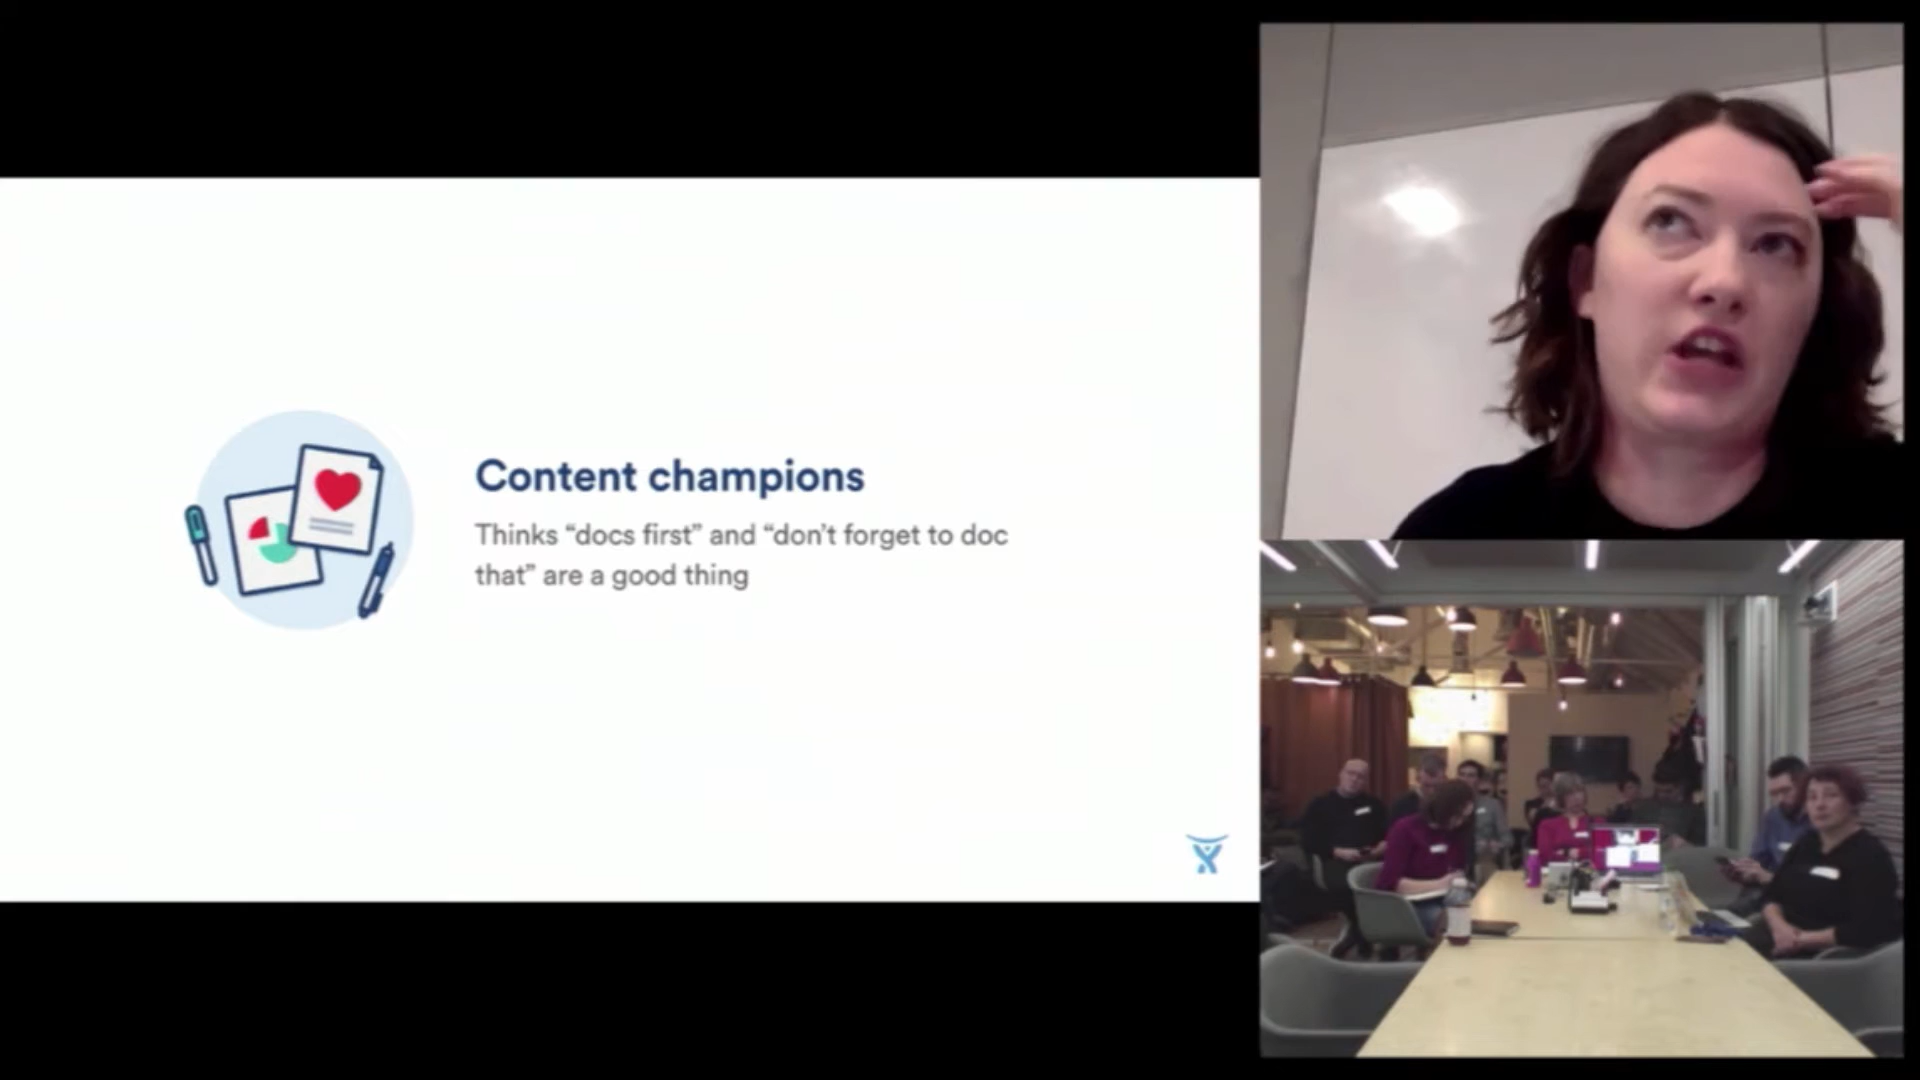 Content champions
Thinks “docs first” and “don’t forget to doc
that” are a good thing